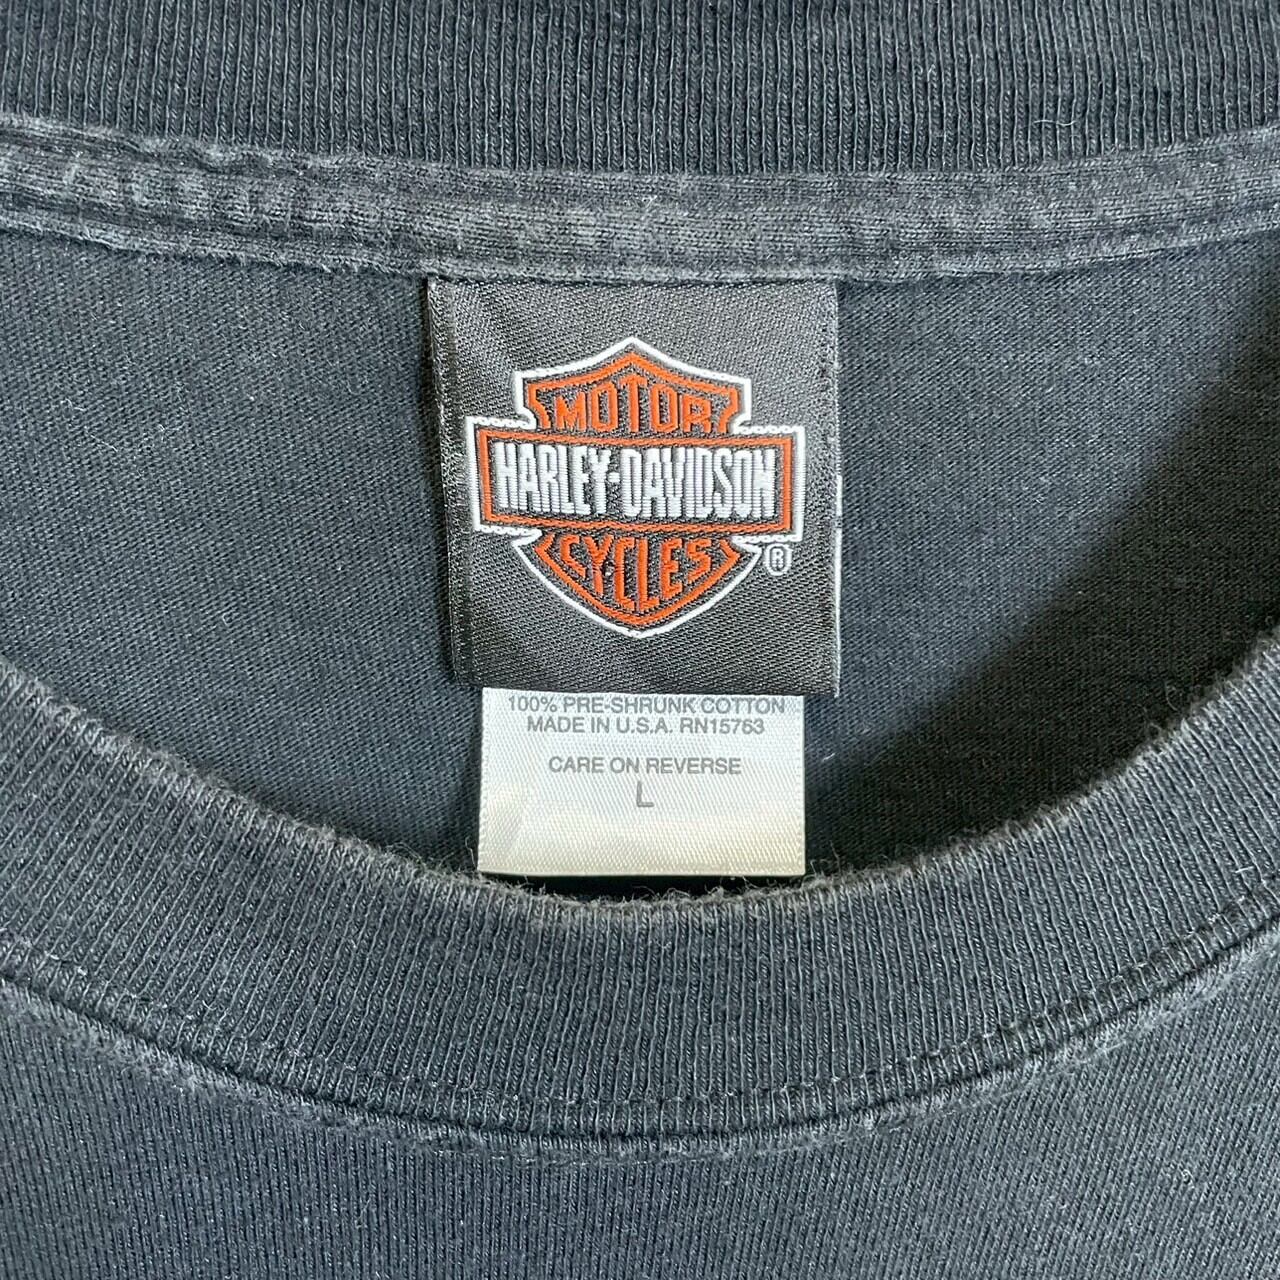 MOTOR
HARLEY-DAVIDSON
CYCLES
®
100% PRE-SHRUNK COTTON
MADE IN U.S.A. RN15763
CARE ON REVERSE
L